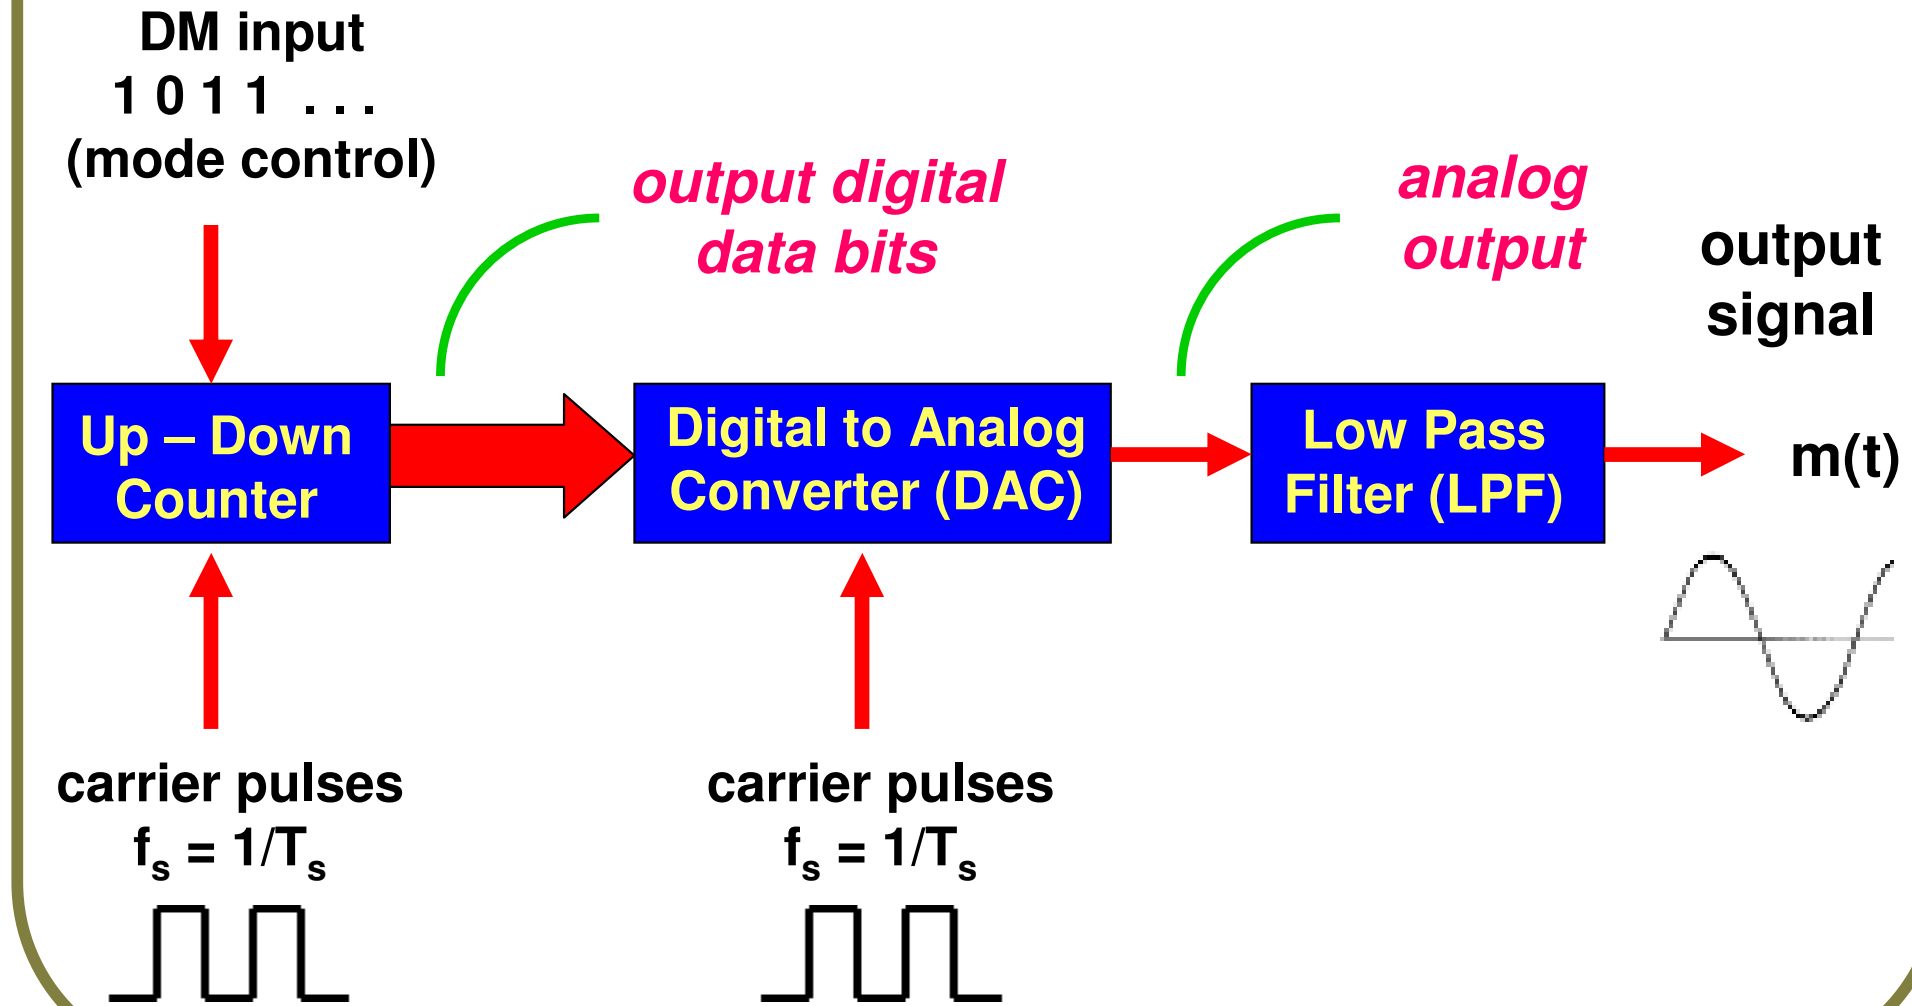 DM input
1 0 1 1 . . .
(mode control)
output digital
data bits
analog
output
output
signal
Up – Down
Counter
Digital to Analog
Converter (DAC)
Low Pass
Filter (LPF)
m(t)
carrier pulses
fs = 1/Ts
carrier pulses
fs = 1/Ts